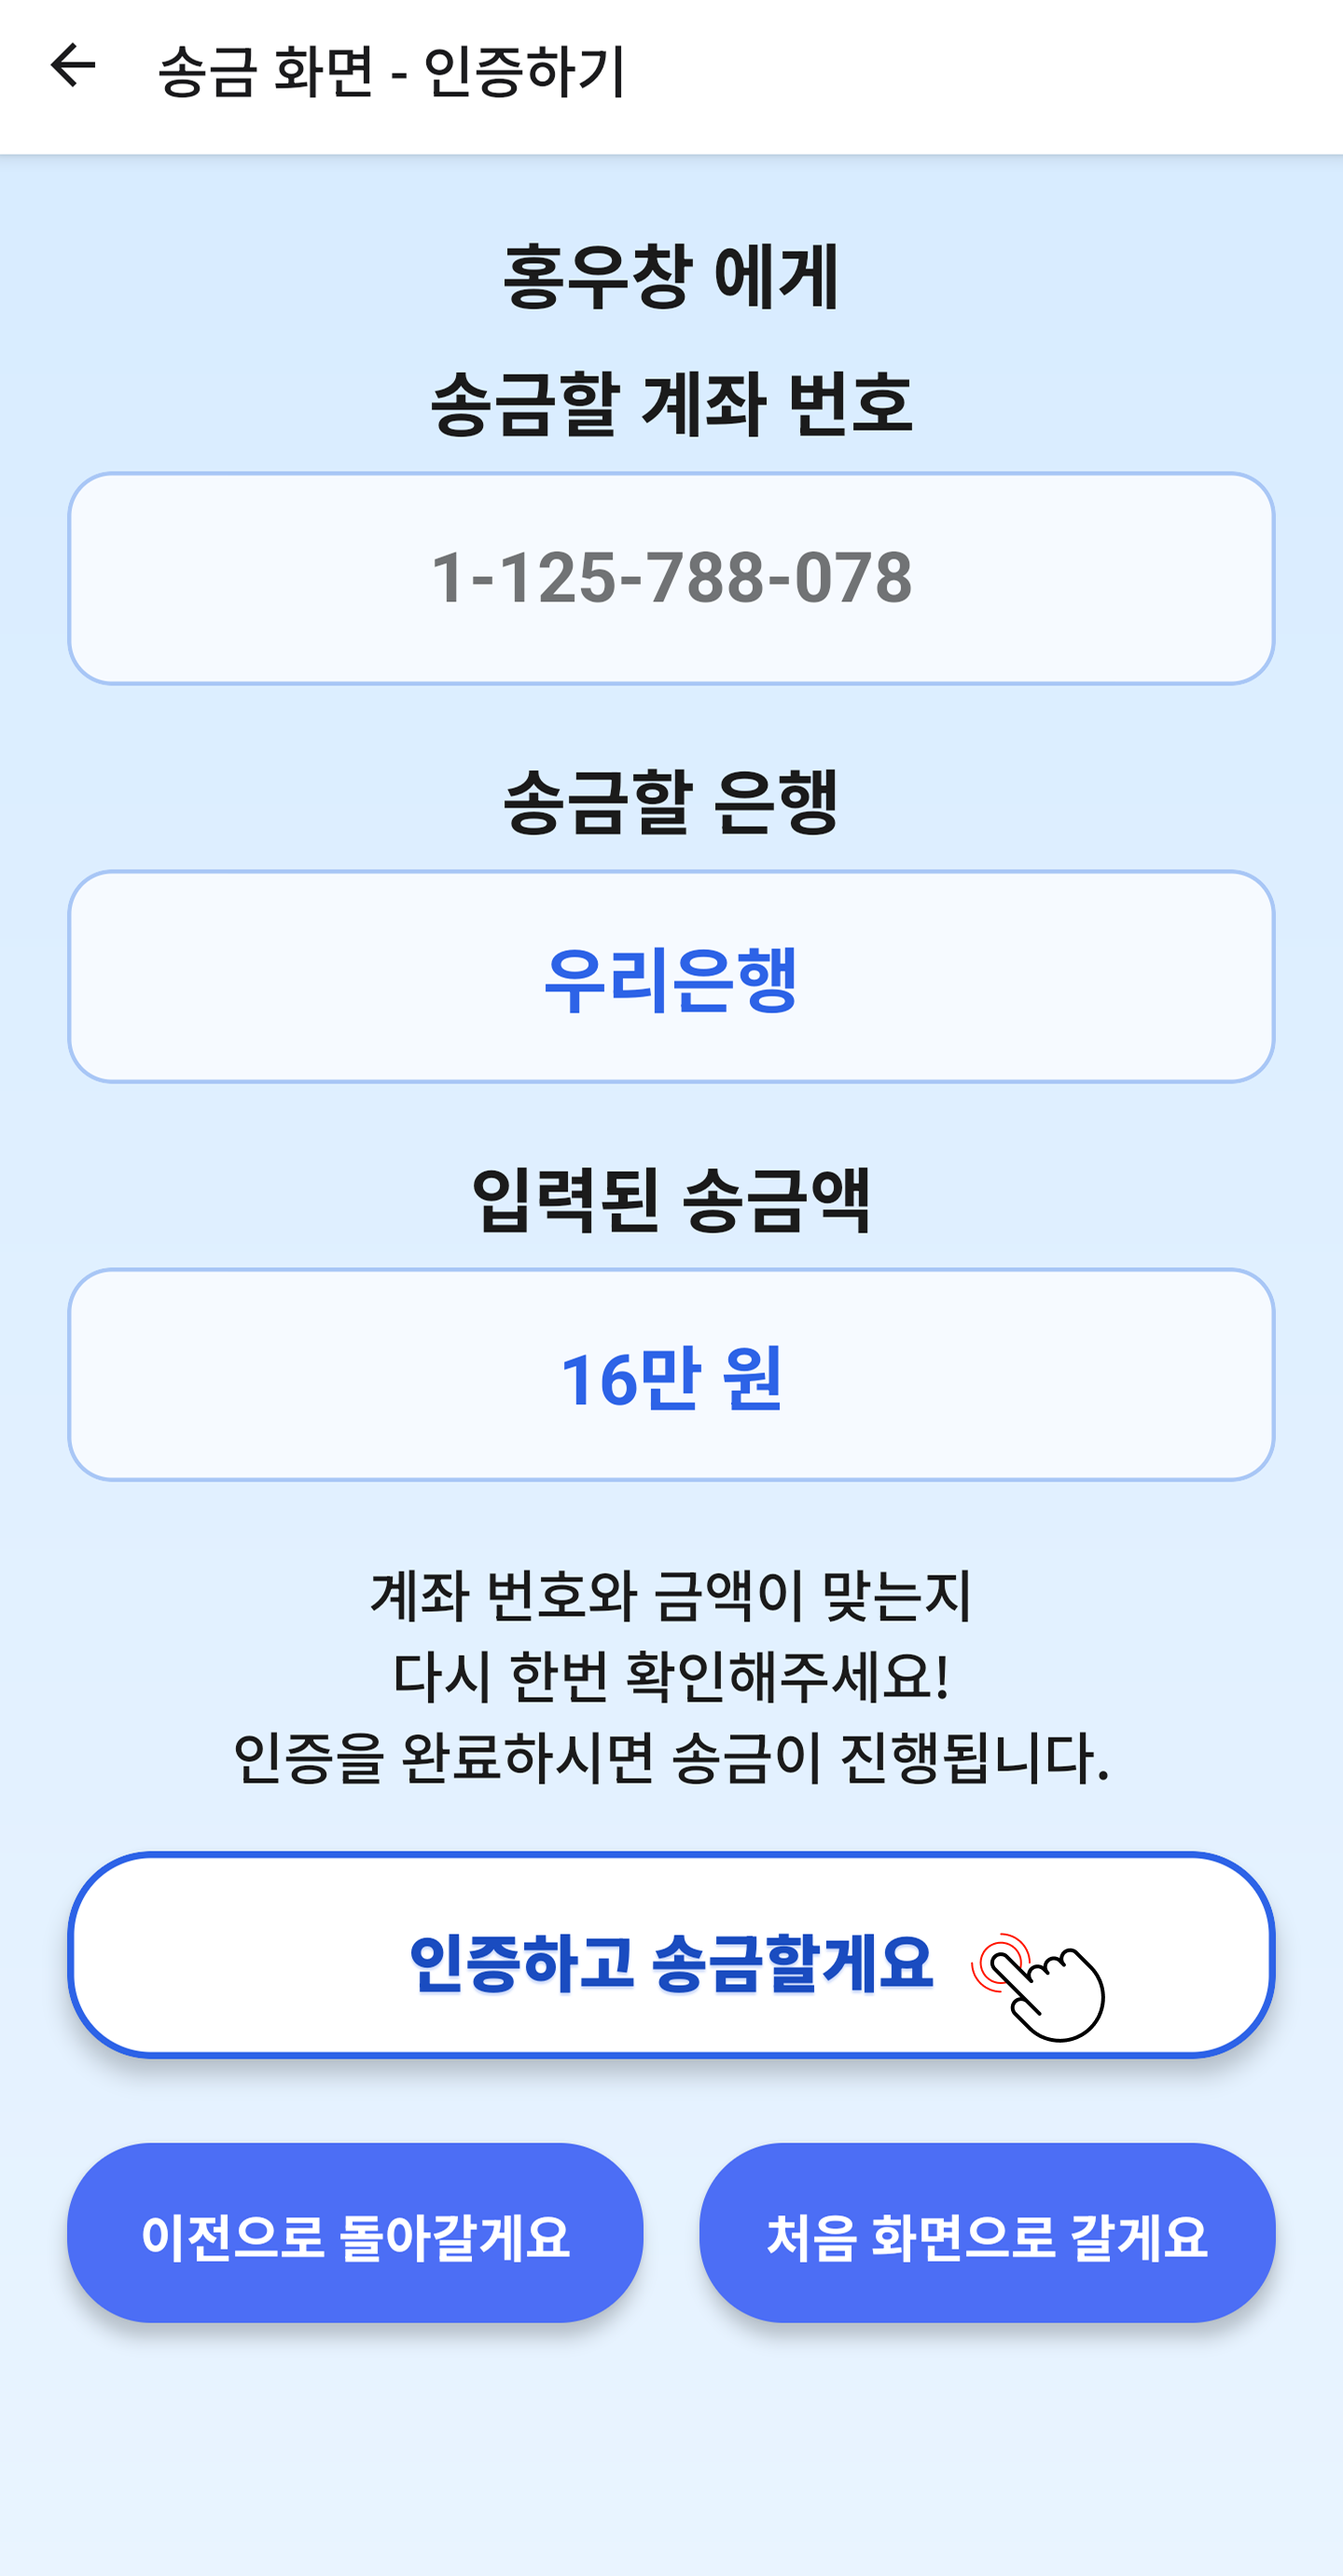 송금 화면 - 인증하기
홍우창 에게
송금할 계좌 번호
1-125-788-078
송금할 은행
우리은행
입력된 송금액
16만 원
계좌 번호와 금액이 맞는지
다시 한번 확인해주세요!
인증을 완료하시면 송금이 진행됩니다.
인증하고 송금할게요
이전으로 돌아갈게요
처음 화면으로 갈게요